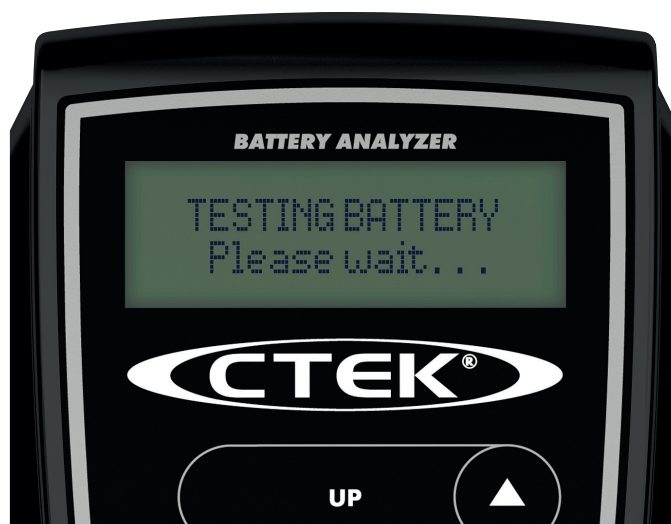 BATTERY ANALYZER
TESTING BATTERY
Please wait...
CTEK®
UP